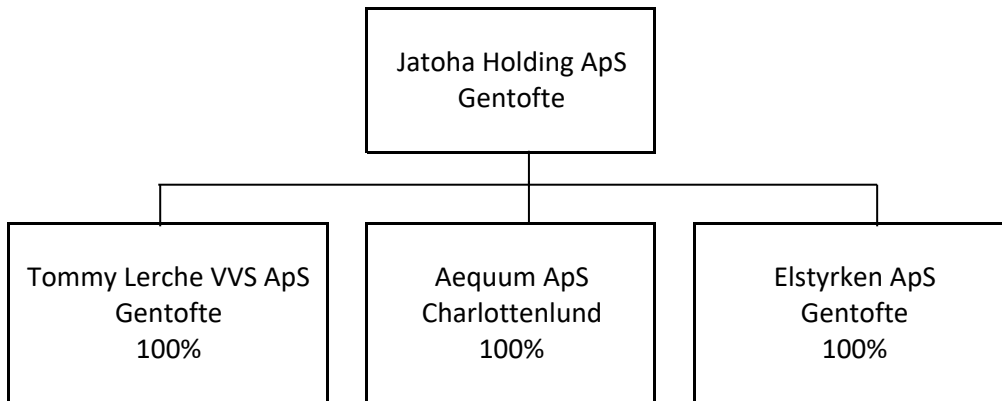 Jatoha Holding ApS
Gentofte
Tommy Lerche VVS ApS
Gentofte
100%
Aequum ApS
Charlottenlund
100%
Elstyrken ApS
Gentofte
100%